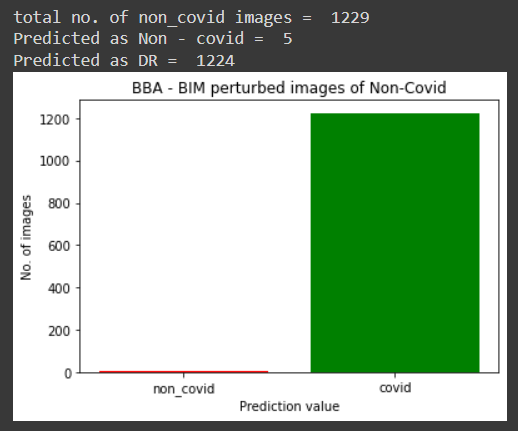 total no. of non_covid images =  1229
Predicted as Non - covid =  5
Predicted as DR =  1224
BBA - BIM perturbed images of Non-Covid
1200
1000
800
600
400
200
0
No. of images
non_covid covid
Prediction value